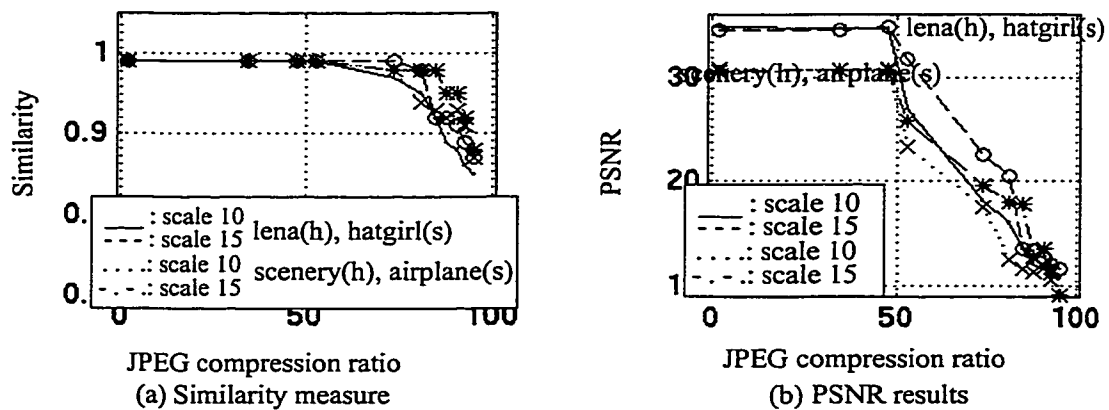 1
0.9
0.
0.
Similarity
: scale 10
: scale 15
lena(h), hatgirl(s)
: scale 10
: scale 15
scenery(h), airplane(s)
0
50
100
JPEG compression ratio
(a) Similarity measure
lena(h), hatgirl(s)
30
scenery(h), airplane(s)
20
1
PSNR
: scale 10
: scale 15
: scale 10
: scale 15
0
50
100
JPEG compression ratio
(b) PSNR results